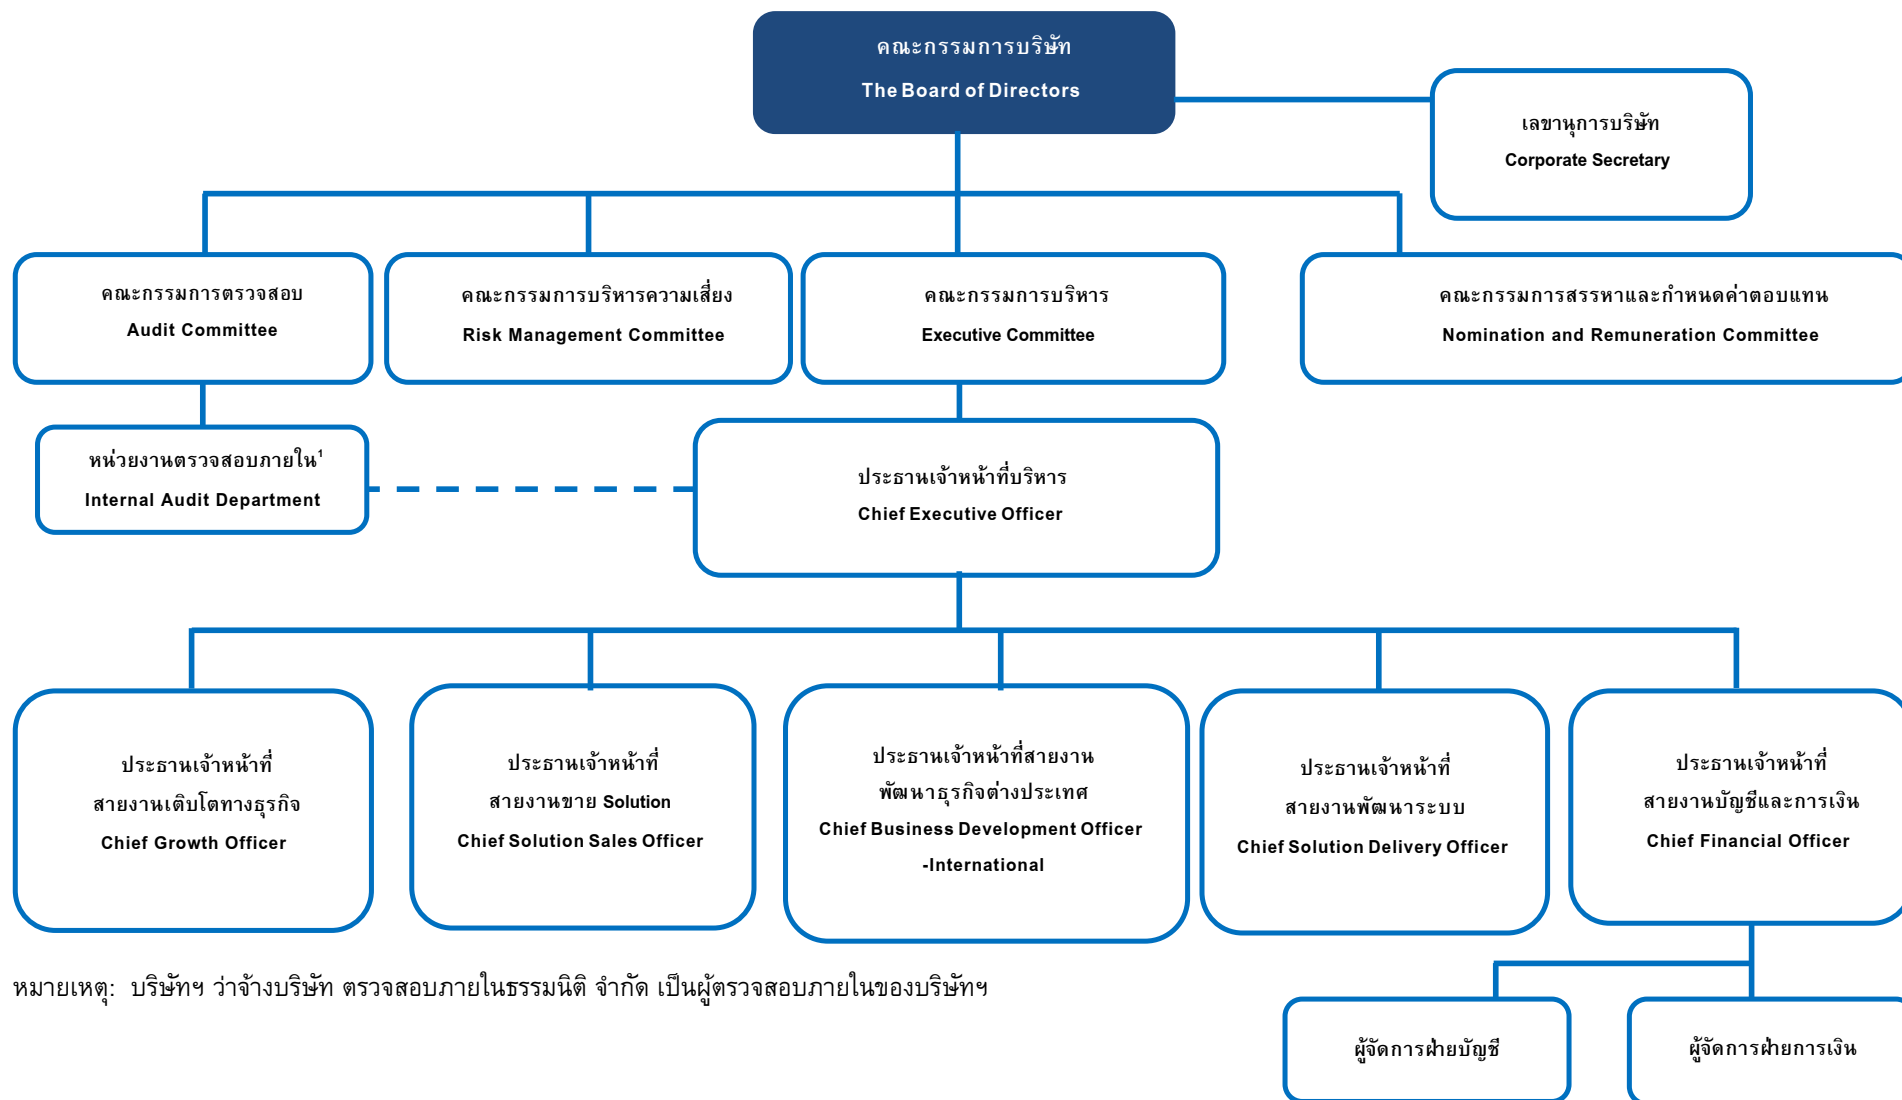 คณะกรรมการบริษัท
The Board of Directors
เลขานุการบริษัท
Corporate Secretary
คณะกรรมการตรวจสอบ
Audit Committee
คณะกรรมการบริหารความเสี่ยง
Risk Management Committee
คณะกรรมการบริหาร
Executive Committee
คณะกรรมการสรรหาและกำหนดค่าตอบแทน
Nomination and Remuneration Committee
หน่วยงานตรวจสอบภายใน¹
Internal Audit Department
ประธานเจ้าหน้าที่บริหาร
Chief Executive Officer
ประธานเจ้าหน้าที่
สายงานเติบโตทางธุรกิจ
Chief Growth Officer
ประธานเจ้าหน้าที่
สายงานขาย Solution
Chief Solution Sales Officer
ประธานเจ้าหน้าที่สายงาน
พัฒนาธุรกิจต่างประเทศ
Chief Business Development Officer
-International
ประธานเจ้าหน้าที่
สายงานพัฒนาระบบ
Chief Solution Delivery Officer
ประธานเจ้าหน้าที่
สายงานบัญชีและการเงิน
Chief Financial Officer
หมายเหตุ: บริษัทฯ ว่าจ้างบริษัท ตรวจสอบภายในธรรมนิติ จำกัด เป็นผู้ตรวจสอบภายในของบริษัทฯ
ผู้จัดการฝ่ายบัญชี
ผู้จัดการฝ่ายการเงิน